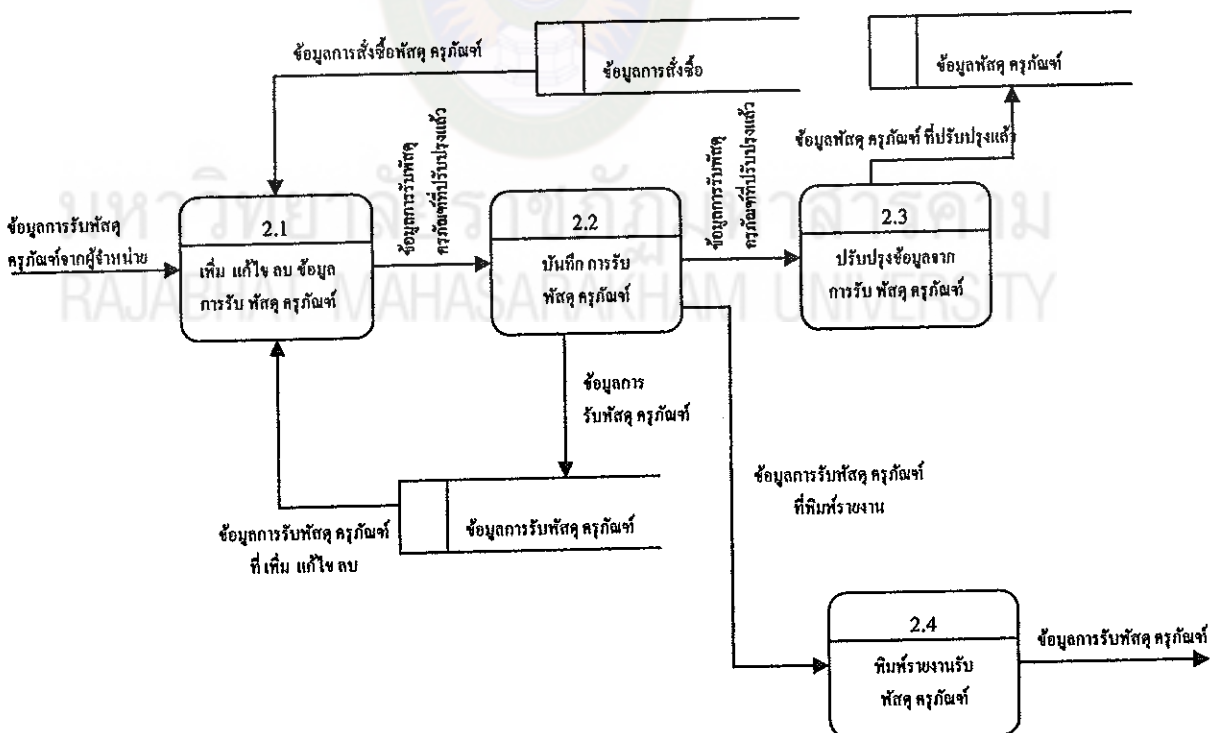 ข้อมูลการสั่งซื้อพัสดุ ครุภัณฑ์
ข้อมูลการสั่งซื้อ
ข้อมูลพัสดุ ครุภัณฑ์
ข้อมูลพัสดุ ครุภัณฑ์ ที่ปรับปรุงแล้ว
มหาวิทยาลัยราชภัฏมหาสารคาม
RAJABHAT MAHASARAKHAM UNIVERSITY
ข้อมูลการรับพัสดุ
ครุภัณฑ์จากผู้จำหน่าย
2.1
เพิ่ม แก้ไข ลบ ข้อมูล
การรับ พัสดุ ครุภัณฑ์
ข้อมูลการรับพัสดุ
ครุภัณฑ์ที่ปรับปรุงแล้ว
2.2
บันทึก การรับ
พัสดุ ครุภัณฑ์
ข้อมูลการรับพัสดุ
ครุภัณฑ์ที่ปรับปรุงแล้ว
2.3
ปรับปรุงข้อมูลจาก
การรับ พัสดุ ครุภัณฑ์
ข้อมูลการ
รับพัสดุ ครุภัณฑ์
ข้อมูลการรับพัสดุ ครุภัณฑ์
ที่ เพิ่ม แก้ไข ลบ
ข้อมูลการรับพัสดุ ครุภัณฑ์
ข้อมูลการรับพัสดุ ครุภัณฑ์
ที่พิมพ์รายงาน
2.4
พิมพ์รายงานรับ
พัสดุ ครุภัณฑ์
ข้อมูลการรับพัสดุ ครุภัณฑ์